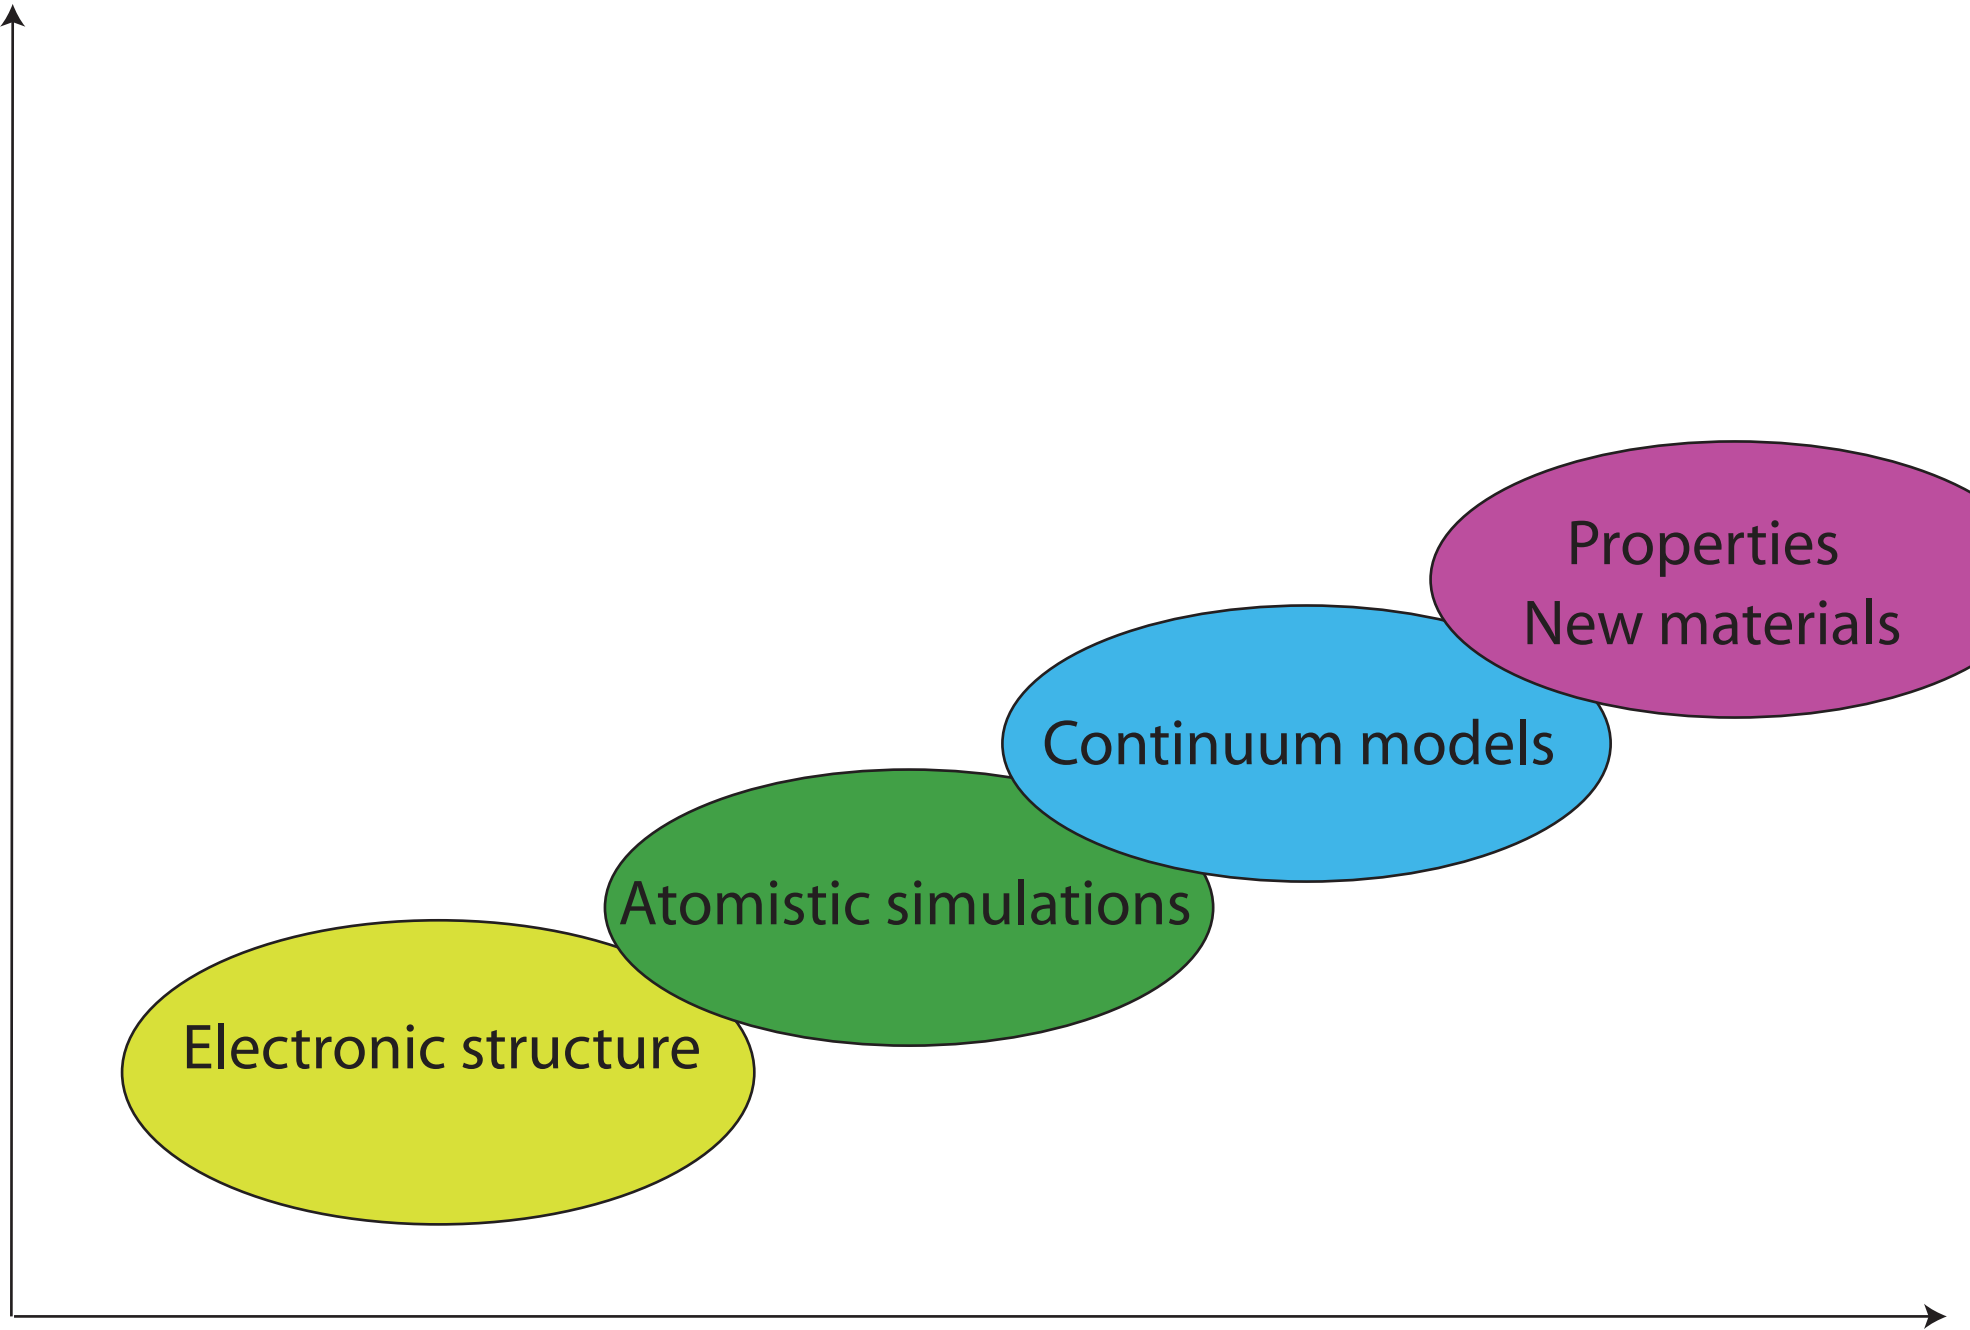 Properties
New materials
Continuum models
Atomistic simulations
Electronic structure